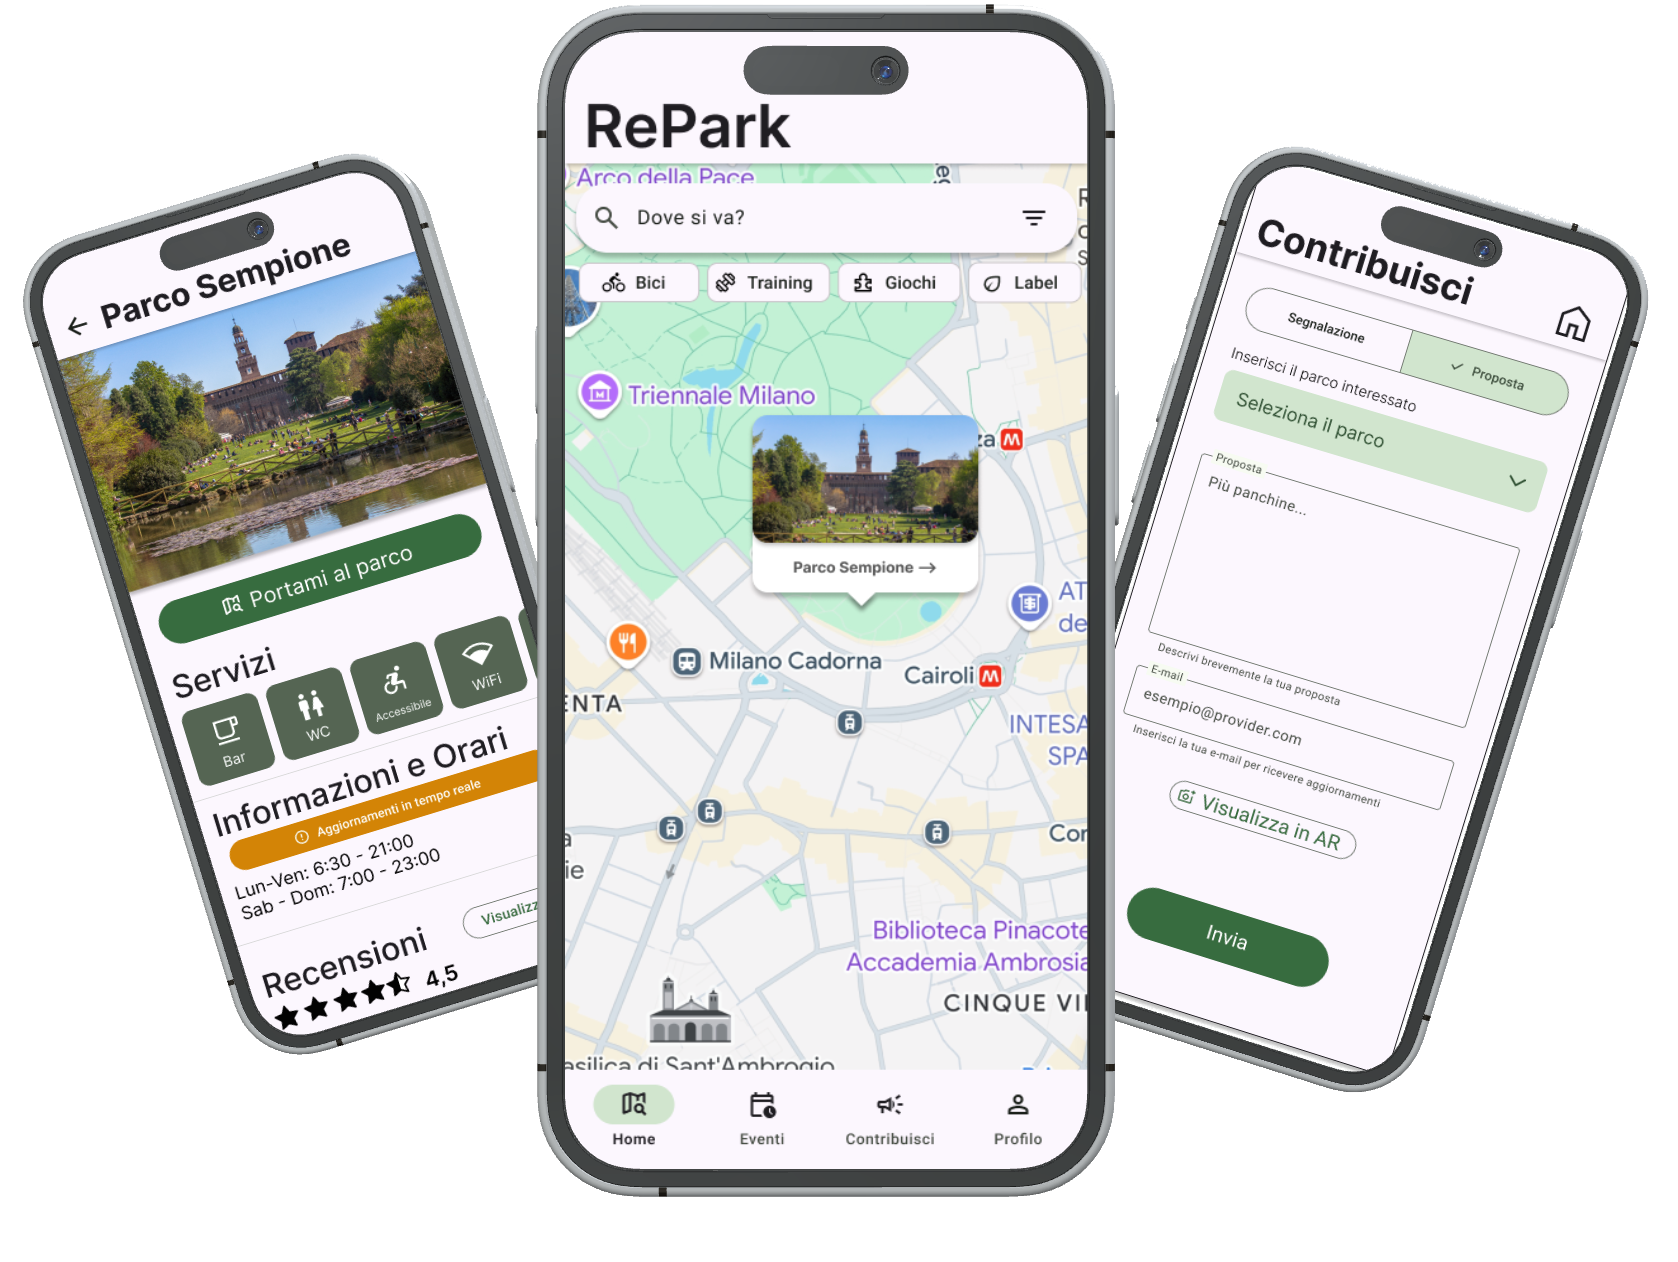 Parco Sempione
Portami al parco
Servizi
Bar
WC
Accessibile
WiFi
Informazioni e Orari
Aggiornamenti in tempo reale
Lun-Ven: 6:30 - 21:00
Sab - Dom: 7:00 - 23:00
Visualizz
Recensioni
4,5
RePark
Arco della Pace
Dove si va?
Bici
Training
Giochi
Label
Triennale Milano
za
Parco Sempione
AT
de
Milano Cadorna
Cairoli
ENTA
INTESA
SPA
a
ie
Cor
Biblioteca Pinacote
Accademia Ambrosia
CINQUE VI
asilica di Sant'Ambrogio
Home
Eventi
Contribuisci
Profilo
Contribuisci
Segnalazione
Proposta
Inserisci il parco interessato
Seleziona il parco
Proposta
Più panchine...
Descrivi brevemente la tua proposta
E-mail
esempio@provider.com
Inserisci la tua e-mail per ricevere aggiornamenti
Visualizza in AR
Invia